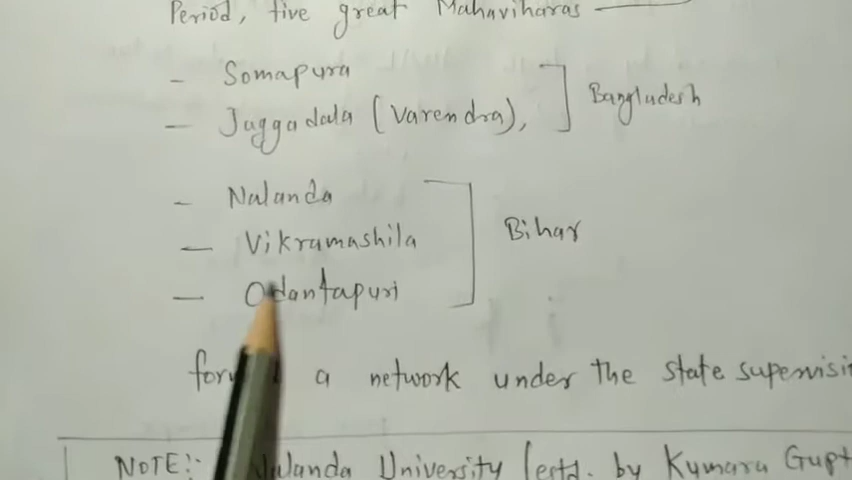 Period, five great Mahaviharas
- Somapura
- Jaggadala (Varendra),
Bangladesh
- Nalanda
- Vikramashila
Bihar
- Odantapuri
a network under the state
NOTE:- Nalanda University (estd. by Kumara